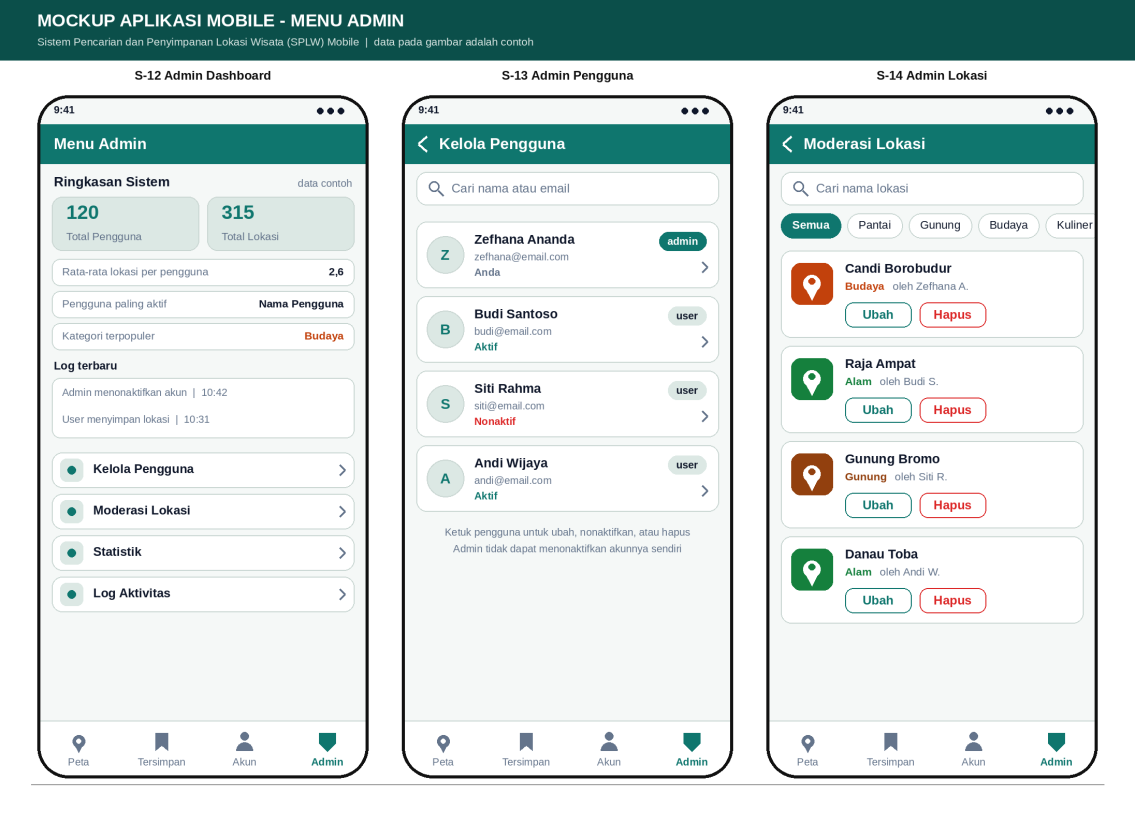 MOCKUP APLIKASI MOBILE - MENU ADMIN
Sistem Pencarian dan Penyimpanan Lokasi Wisata (SPLW) Mobile | data pada gambar adalah contoh
S-12 Admin Dashboard
9:41
Menu Admin
Ringkasan Sistem
data contoh
120
Total Pengguna
315
Total Lokasi
Rata-rata lokasi per pengguna
2,6
Pengguna paling aktif
Nama Pengguna
Kategori terpopuler
Budaya
Log terbaru
Admin menonaktifkan akun | 10:42
User menyimpan lokasi | 10:31
Kelola Pengguna
Moderasi Lokasi
Statistik
Log Aktivitas
Peta
Tersimpan
Akun
Admin
S-13 Admin Pengguna
9:41
Kelola Pengguna
Cari nama atau email
Z
Zefhana Ananda
admin
zefhana@email.com
Anda
B
Budi Santoso
user
budi@email.com
Aktif
S
Siti Rahma
user
siti@email.com
Nonaktif
A
Andi Wijaya
user
andi@email.com
Aktif
Ketuk pengguna untuk ubah, nonaktifkan, atau hapus
Admin tidak dapat menonaktifkan akunnya sendiri
Peta
Tersimpan
Akun
Admin
S-14 Admin Lokasi
9:41
Moderasi Lokasi
Cari nama lokasi
Semua
Pantai
Gunung
Budaya
Kuliner
Candi Borobudur
Budaya oleh Zefhana A.
Ubah
Hapus
Raja Ampat
Alam oleh Budi S.
Ubah
Hapus
Gunung Bromo
Gunung oleh Siti R.
Ubah
Hapus
Danau Toba
Alam oleh Andi W.
Ubah
Hapus
Peta
Tersimpan
Akun
Admin